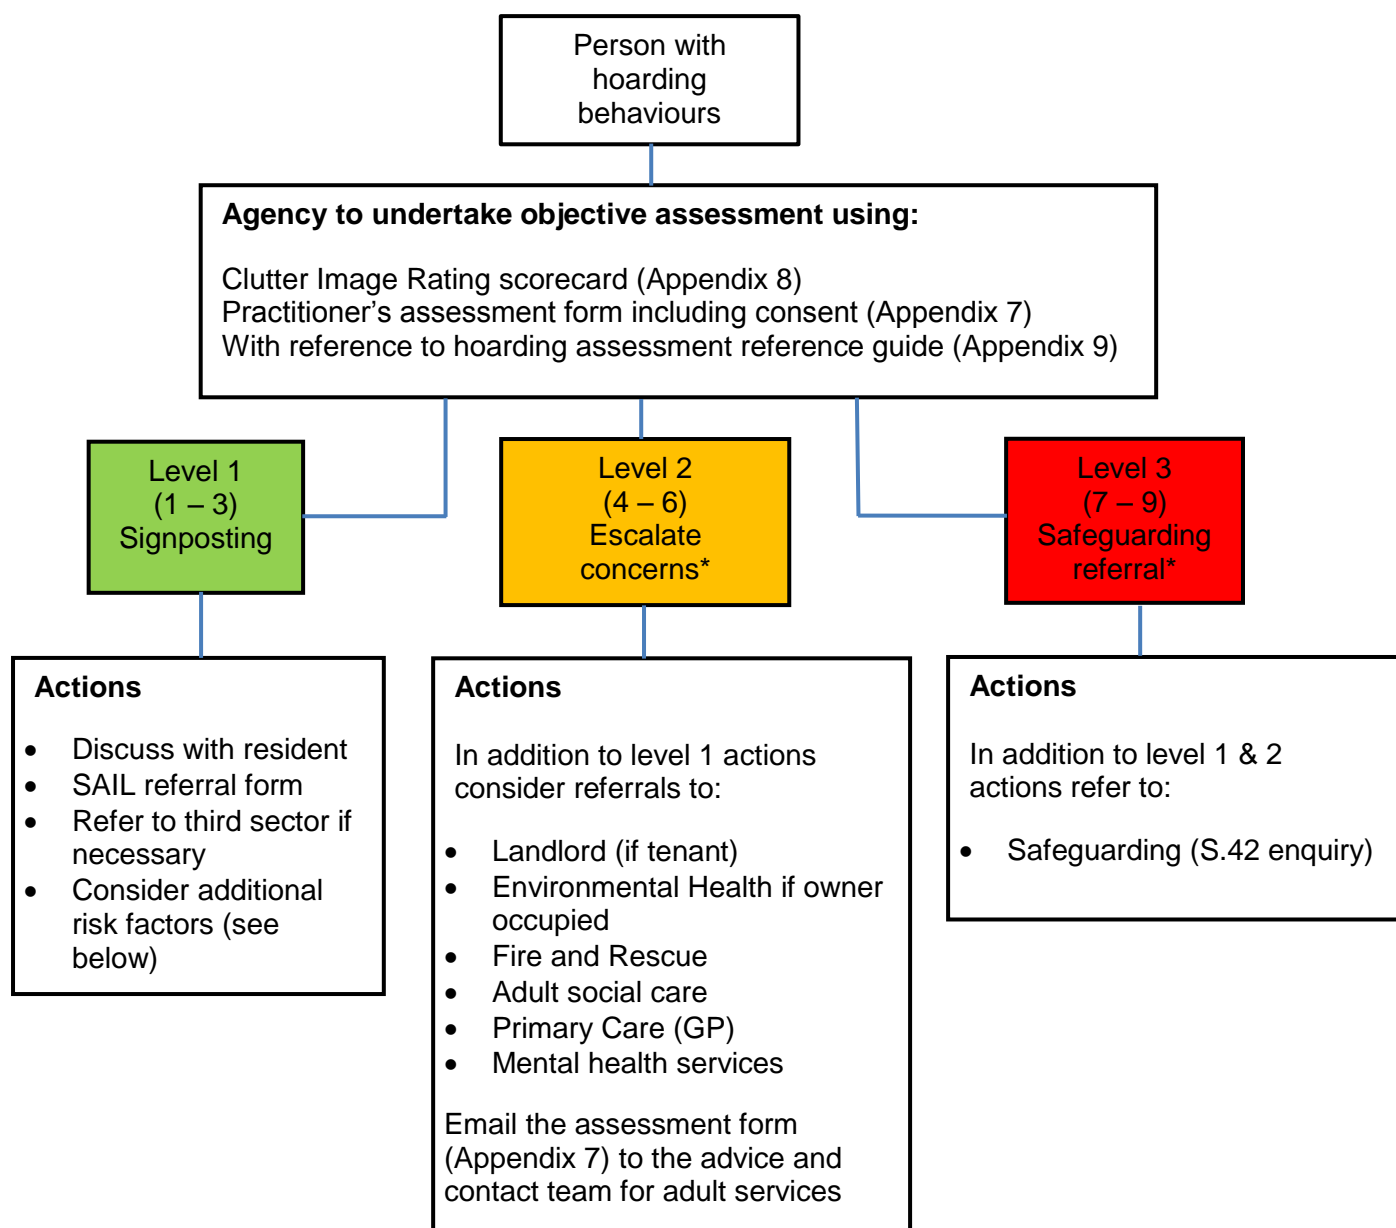 Person with
hoarding
behaviours
Agency to undertake objective assessment using:
Clutter Image Rating scorecard (Appendix 8)
Practitioner’s assessment form including consent (Appendix 7)
With reference to hoarding assessment reference guide (Appendix 9)
Level 1
(1 – 3)
Signposting
Level 2
(4 – 6)
Escalate
concerns*
Level 3
(7 – 9)
Safeguarding
referral*
Actions
• Discuss with resident
• SAIL referral form
• Refer to third sector if
necessary
• Consider additional
risk factors (see
below)
Actions
In addition to level 1 actions
consider referrals to:
• Landlord (if tenant)
• Environmental Health if owner
occupied
• Fire and Rescue
• Adult social care
• Primary Care (GP)
• Mental health services
Email the assessment form
(Appendix 7) to the advice and
contact team for adult services
Actions
In addition to level 1 & 2
actions refer to:
• Safeguarding (S.42 enquiry)